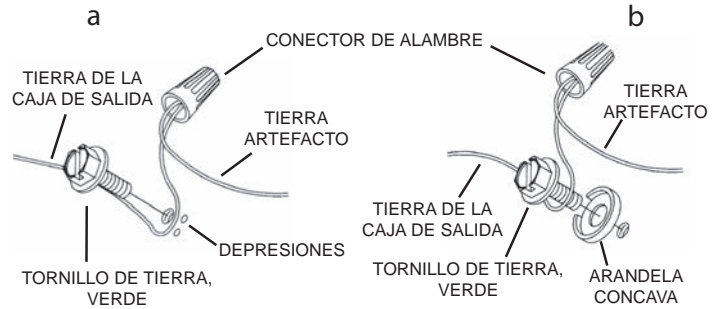 a
b
CONECTOR DE ALAMBRE
TIERRA DE LA
CAJA DE SALIDA
TIERRA
ARTEFACTO
DEPRESIONES
TORNILLO DE TIERRA,
VERDE
TIERRA
ARTEFACTO
TIERRA DE LA
CAJA DE SALIDA
TORNILLO DE TIERRA,
VERDE
ARANDELA
CONCAVA